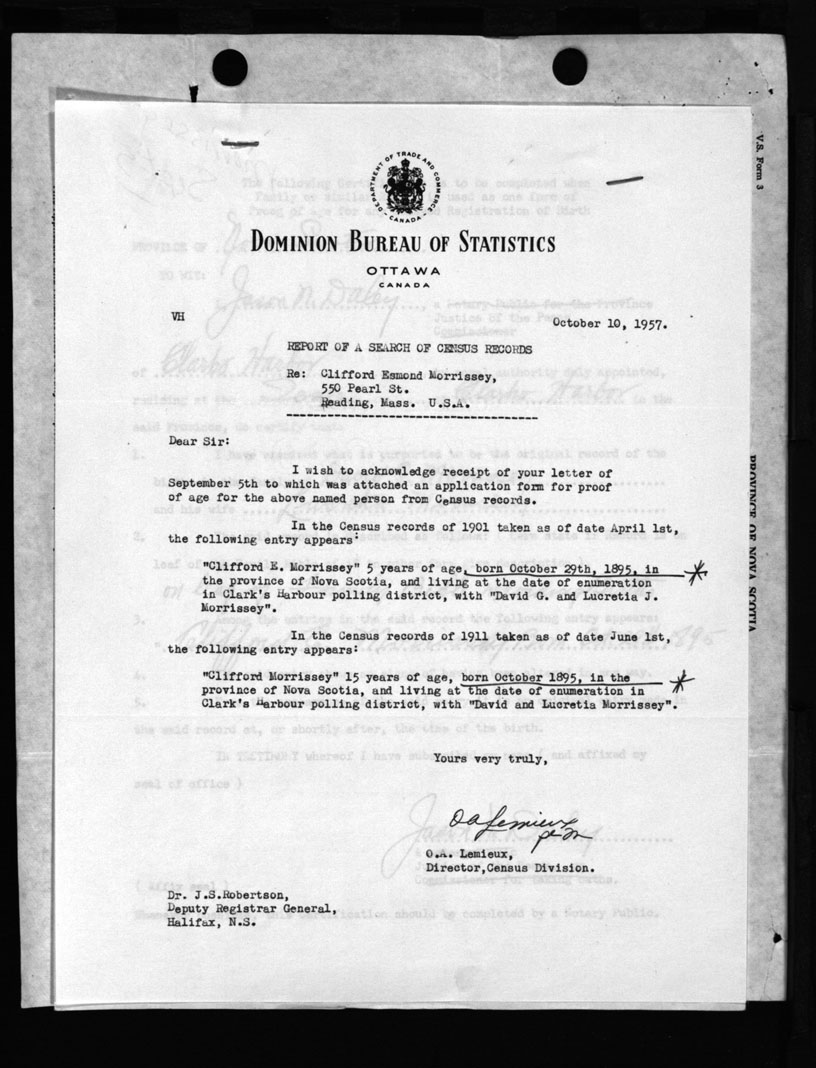 DEPARTMENT OF TRADE AND COMMERCE
CANADA
DOMINION BUREAU OF STATISTICS
OTTAWA
CANADA
VH
October 10, 1957.
REPORT OF A SEARCH OF CENSUS RECORDS
Re: Clifford Esmond Morrissey,
550 Pearl St.
Reading, Mass. U.S.A.
Dear Sir:
I wish to acknowledge receipt of your letter of
September 5th to which was attached an application form for proof
of age for the above named person from Census records.
In the Census records of 1901 taken as of date April 1st,
the following entry appears:
"Clifford E. Morrissey" 5 years of age, born October 29th, 1895, in
the province of Nova Scotia, and living at the date of enumeration
in Clark's Harbour polling district, with "David G. and Lucretia J.
Morrissey".
In the Census records of 1911 taken as of date June 1st,
the following entry appears:
"Clifford Morrissey" 15 years of age, born October 1895, in the
province of Nova Scotia, and living at the date of enumeration in
Clark's Harbour polling district, with "David and Lucretia Morrissey".
Yours very truly,
O A Lemieux
O.A. Lemieux,
Director,Census Division.
Dr. J.S.Robertson,
Deputy Registrar General,
Halifax, N.S.
V.S. Form 3
PROVINCE OF NOVA SCOTIA